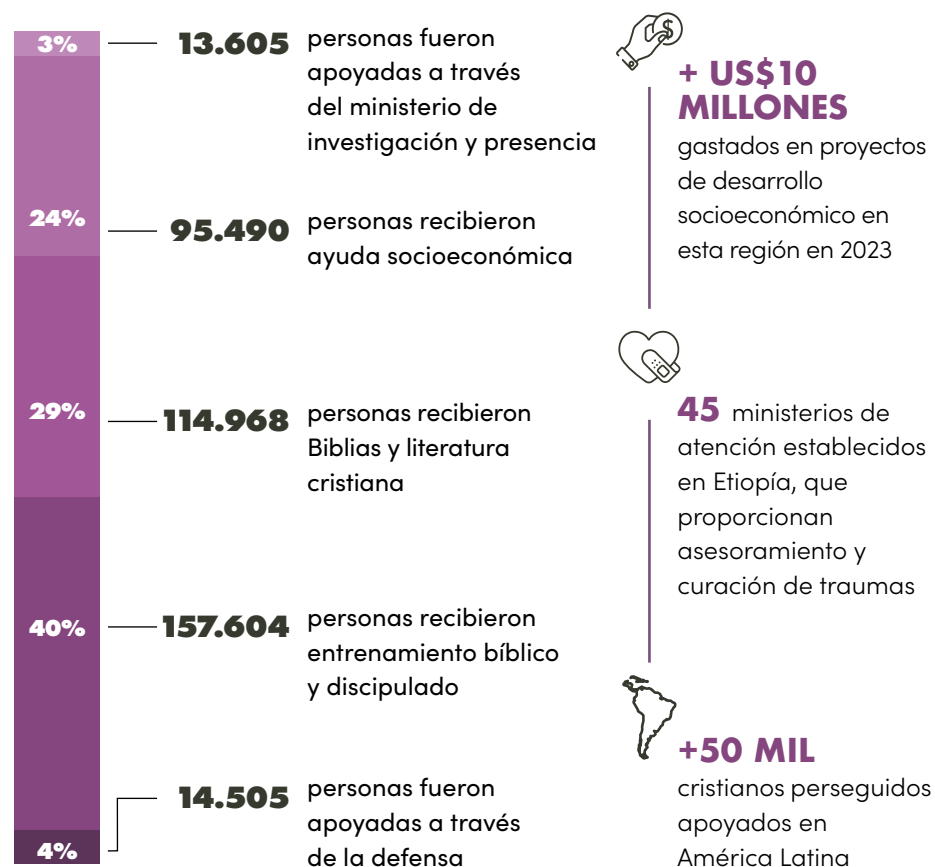 3%
13.605
personas fueron
apoyadas a través
del ministerio de
investigación y presencia
24%
95.490
personas recibieron
ayuda socioeconómica
29%
114.968
personas recibieron
Biblias y literatura
cristiana
40%
157.604
personas recibieron
entrenamiento bíblico
y discipulado
4%
14.505
personas fueron
apoyadas a través
de la defensa
$
+ US$10
MILLONES
gastados en proyectos
de desarrollo
socioeconómico en
esta región en 2023
45 ministerios de
atención establecidos
en Etiopía, que
proporcionan
asesoramiento y
curación de traumas
+50 MIL
cristianos perseguidos
apoyados en
América Latina